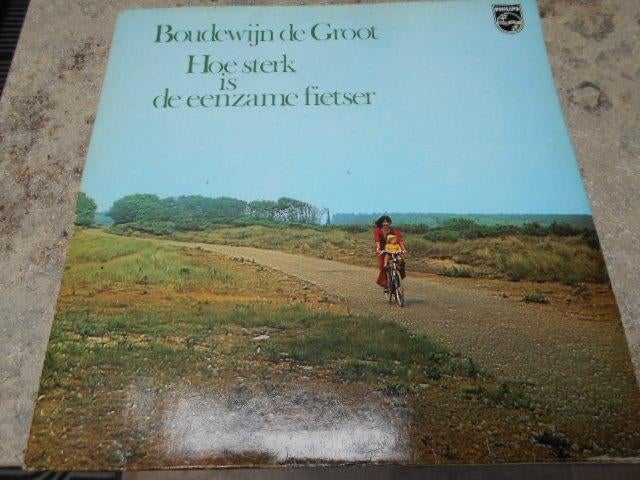 Boudewijn de Groot
PHILIPS
Hoe sterk
is
de eenzame fietser